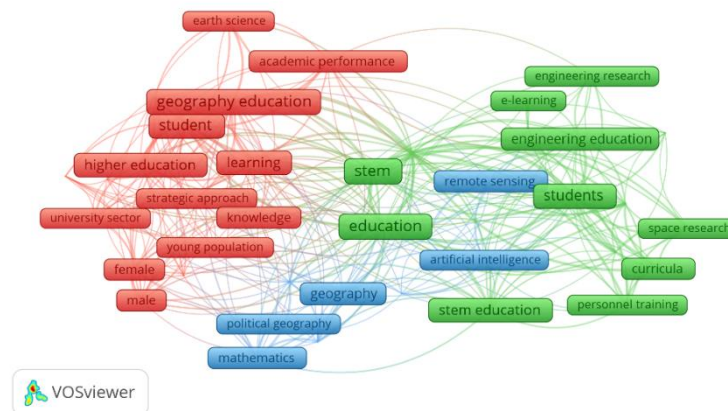 earth science
academic performance
engineering research
geography education
e-learning
student
engineering education
higher education
learning
stem
remote sensing
students
strategic approach
university sector
knowledge
education
space research
young population
artificial intelligence
female
curricula
geography
male
stem education
personnel training
political geography
mathematics
VOSviewer